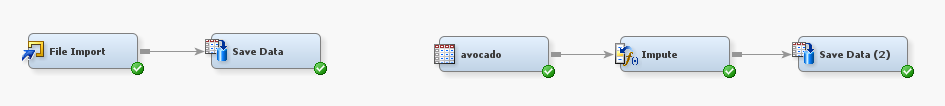 File Import
Save Data
avocado
Impute
Save Data (2)